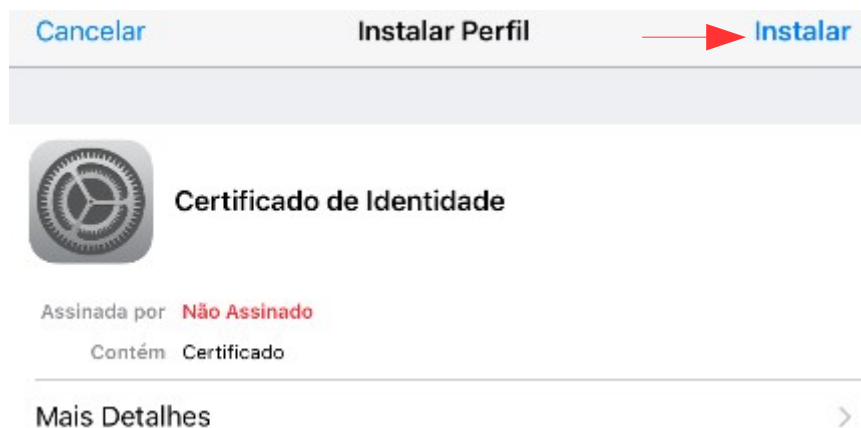 Cancelar Instalar Perfil Instalar
Certificado de Identidade
Assinada por Não Assinado
Contém Certificado
Mais Detalhes